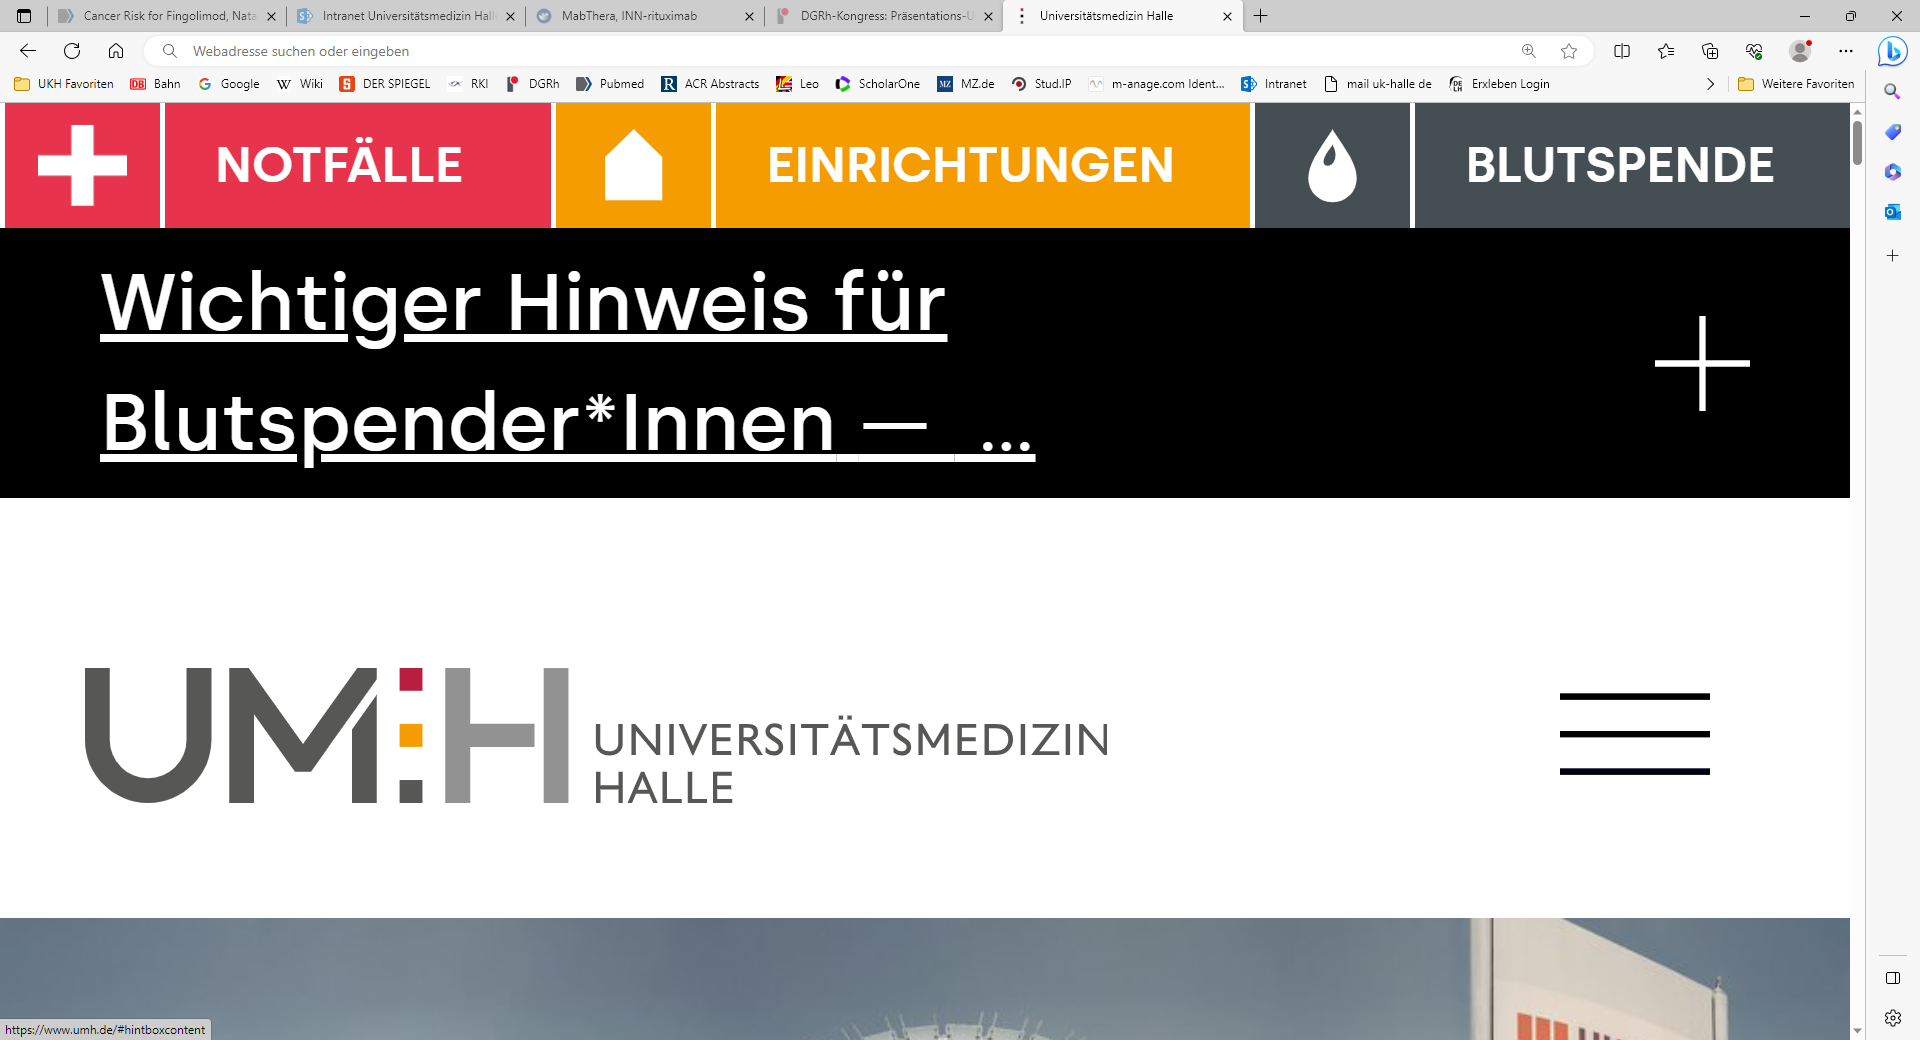 Cancer Risk for Fingolimod, Nata
Intranet Universitätsmedizin Hall
MabThera, INN-rituximab
DGRh-Kongress: Präsentations-U
Universitätsmedizin Halle
Webadresse suchen oder eingeben
UKH Favoriten
DB Bahn
Google
W Wiki
DER SPIEGEL
RKI
DGRh
Pubmed
R ACR Abstracts
Leo
ScholarOne
MZ MZ.de
Stud.IP
m-anage.com Ident...
Intranet
mail uk-halle de
Erxleben Login
Weitere Favoriten
NOTFÄLLE
EINRICHTUNGEN
BLUTSPENDE
Wichtiger Hinweis für
Blutspender*Innen — ...
UM:H
UNIVERSITÄTSMEDIZIN
HALLE
https://www.umh.de/#hintboxcontent